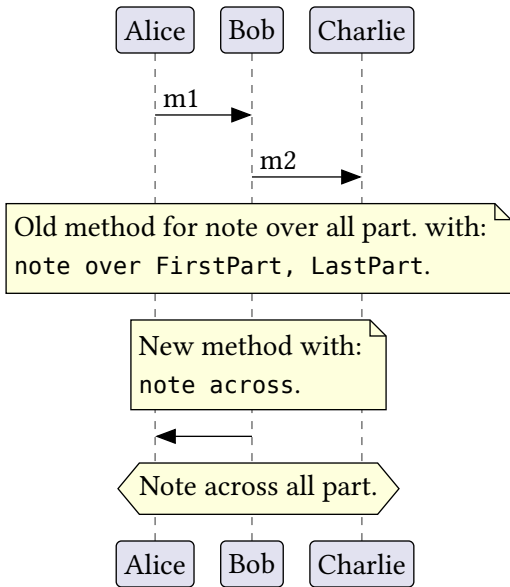 Alice Bob Charlie
m1
m2
Old method for note over all part. with:
note over FirstPart, LastPart.
New method with:
note across.
Note across all part.
Alice Bob Charlie